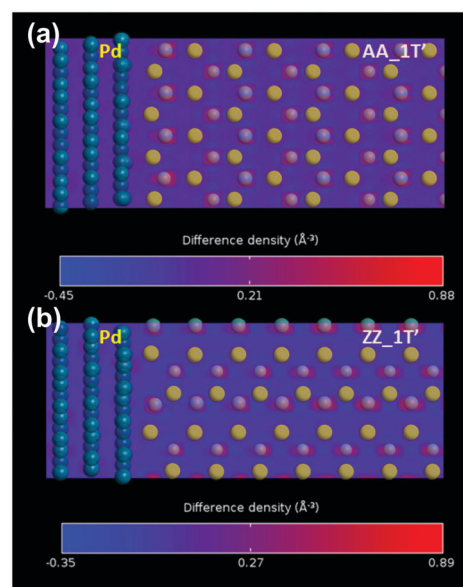 (a)
Pd
AA_1T’
Difference density (Å⁻³)
-0.45 0.21 0.88
(b)
Pd
ZZ_1T’
Difference density (Å⁻³)
-0.35 0.27 0.89